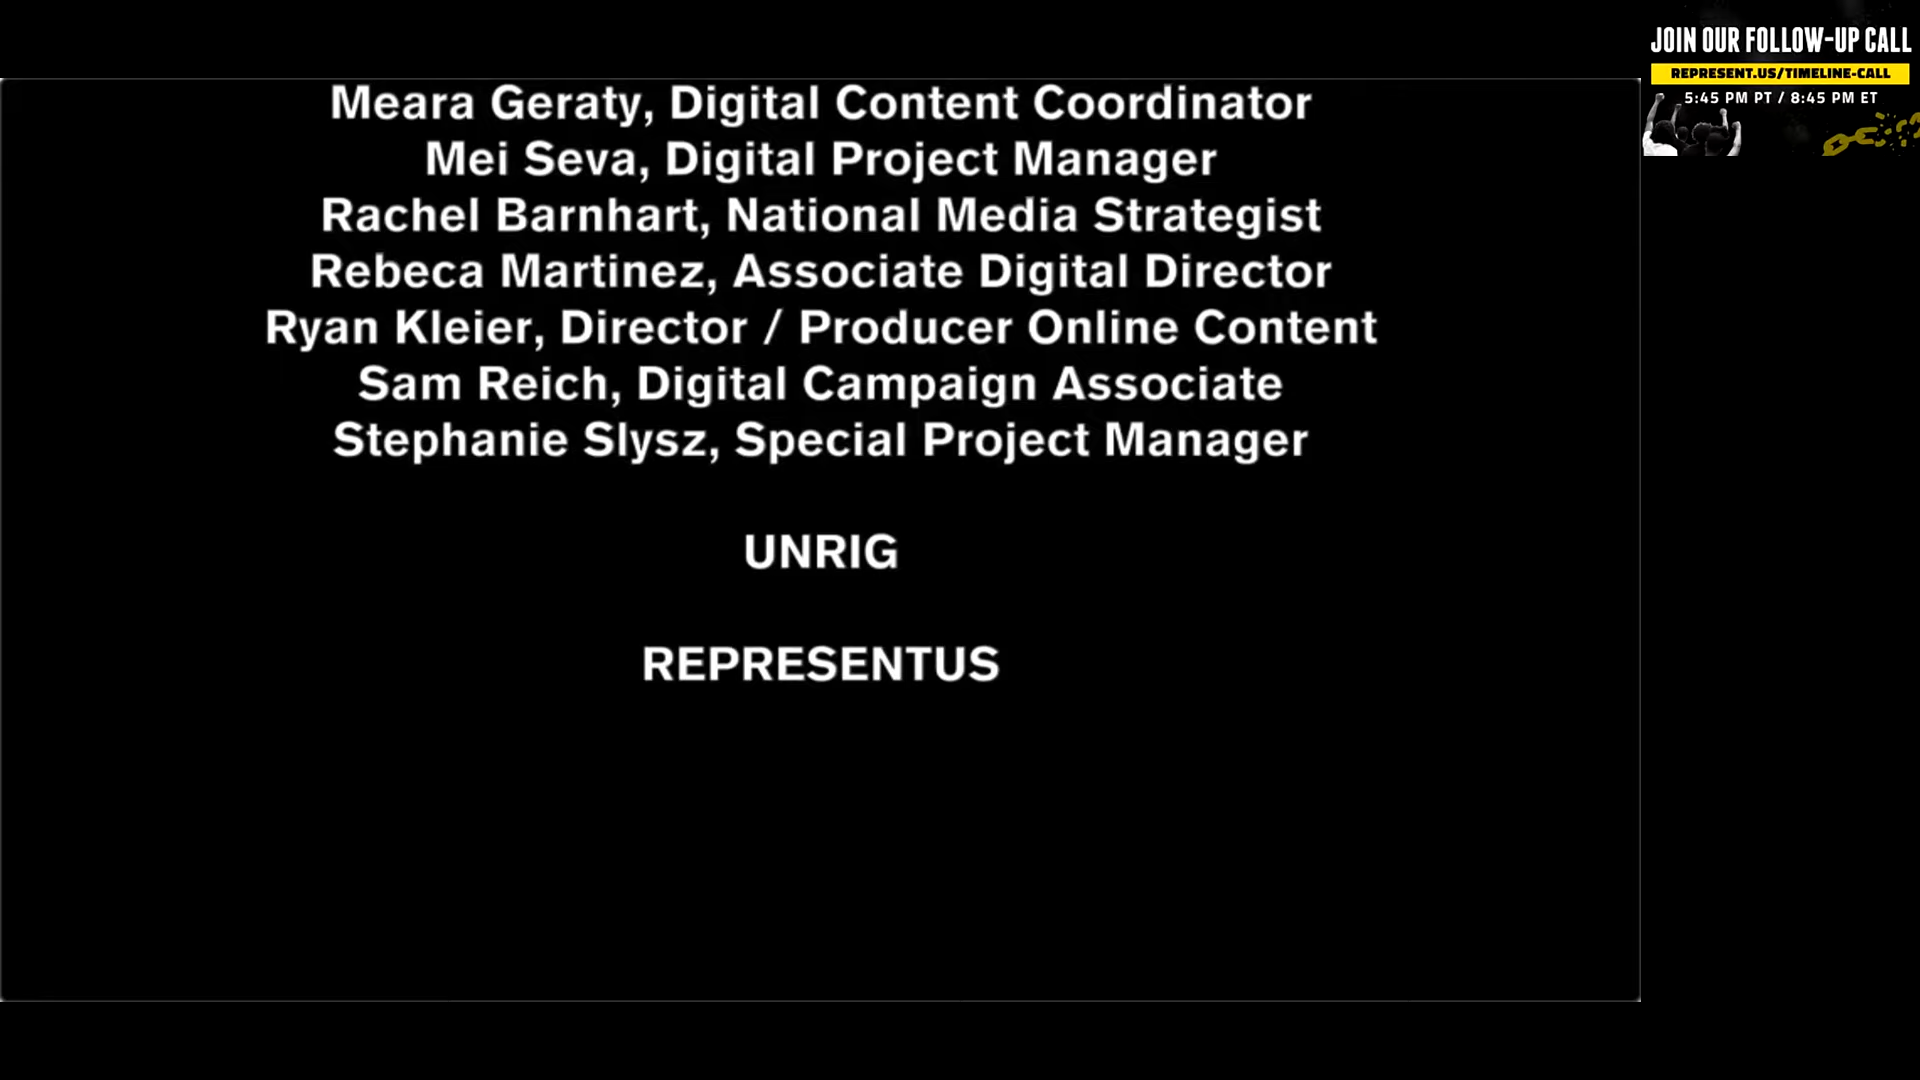 Meara Geraty, Digital Content Coordinator
Mei Seva, Digital Project Manager
Rachel Barnhart, National Media Strategist
Rebeca Martinez, Associate Digital Director
Ryan Kleier, Director / Producer Online Content
Sam Reich, Digital Campaign Associate
Stephanie Slysz, Special Project Manager
UNRIG
REPRESENTUS
JOIN OUR FOLLOW-UP CALL
REPRESENT.US/TIMELINE-CALL
5:45 PM PT / 8:45 PM ET